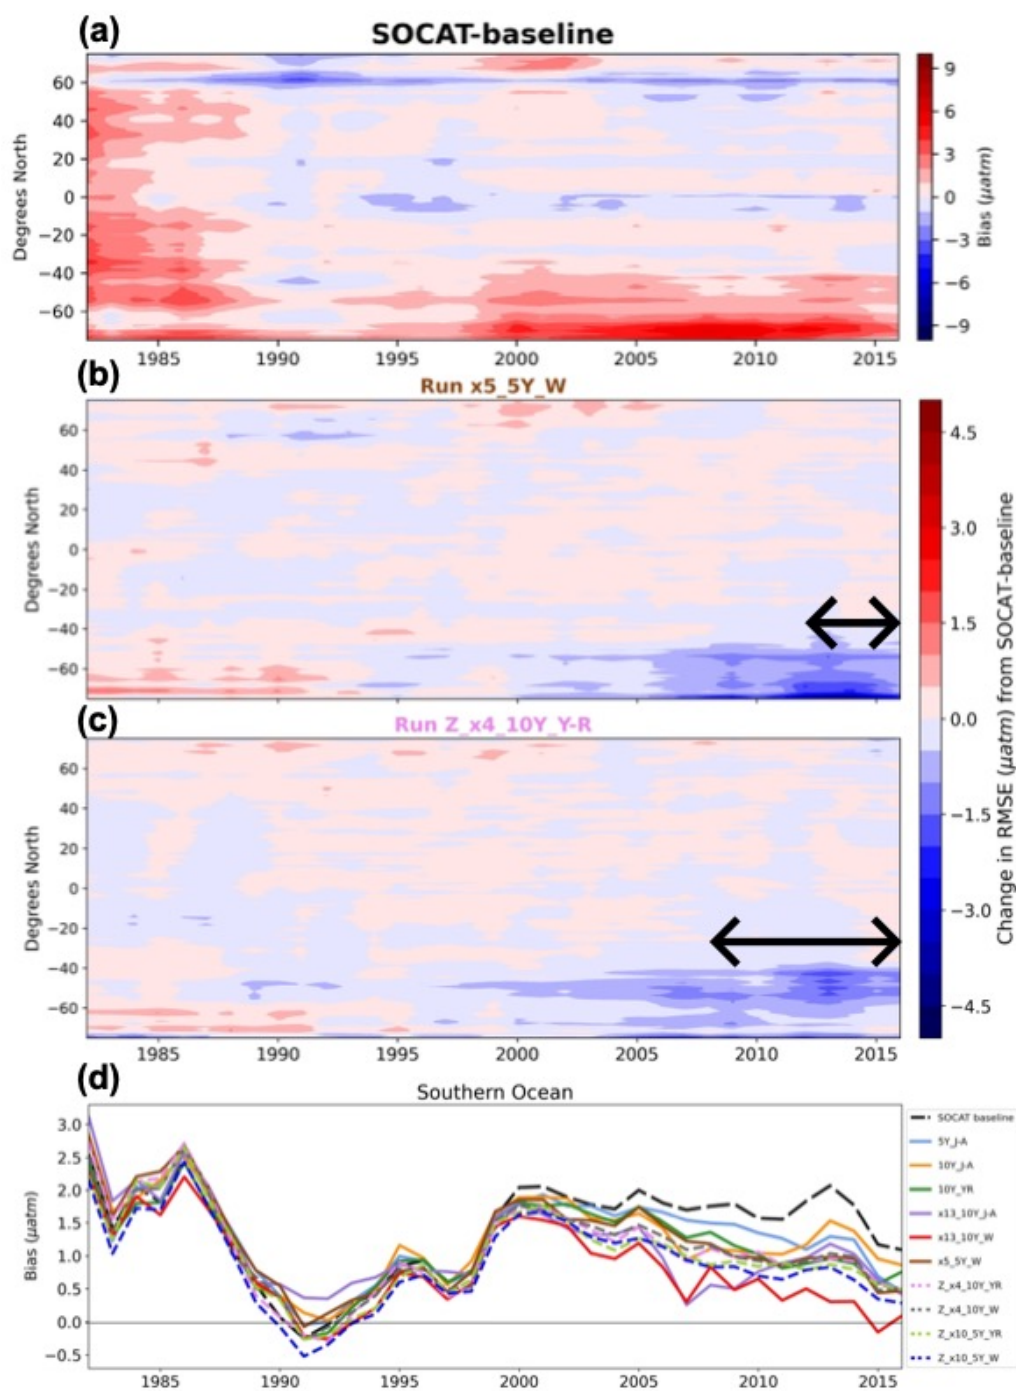 (a)
SOCAT-baseline
60
40
20
0
−20
−40
−60
Degrees North
1985 1990 1995 2000 2005 2010 2015
9
6
3
1
0
−1
−3
−6
−9
Bias (μatm)
(b)
Run x5_5Y_W
60
40
20
0
−20
−40
−60
Degrees North
(c)
Run Z_x4_10Y_Y-R
60
40
20
0
−20
−40
−60
Degrees North
1985 1990 1995 2000 2005 2010 2015
4.5
3.0
1.5
0.0
−1.5
−3.0
−4.5
Change in RMSE (μatm) from SOCAT-baseline
(d)
Southern Ocean
3.0
2.5
2.0
1.5
1.0
0.5
0.0
−0.5
Bias (μatm)
1985 1990 1995 2000 2005 2010 2015
SOCAT baseline
5Y_J-A
10Y_J-A
10Y_YR
x13_10Y_J-A
x13_10Y_W
x5_5Y_W
Z_x4_10Y_YR
Z_x4_10Y_W
Z_x10_5Y_YR
Z_x10_5Y_W